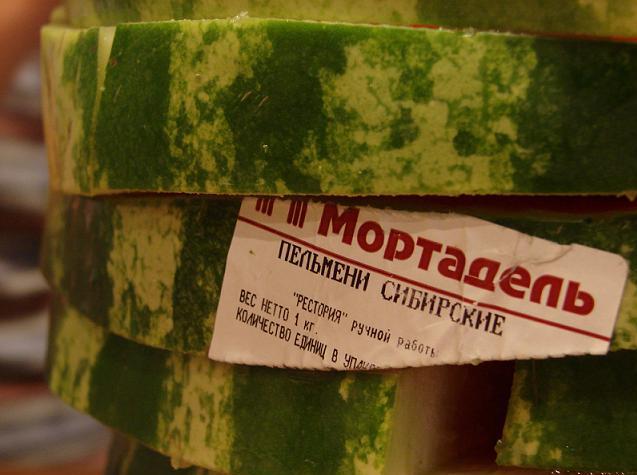 Мортадель
ПЕЛЬМЕНИ СИБИРСКИЕ
"РЕСТОРИЯ" ручной работы
ВЕС НЕТТО 1 кг.
КОЛИЧЕСТВО ЕДИНИЦ В